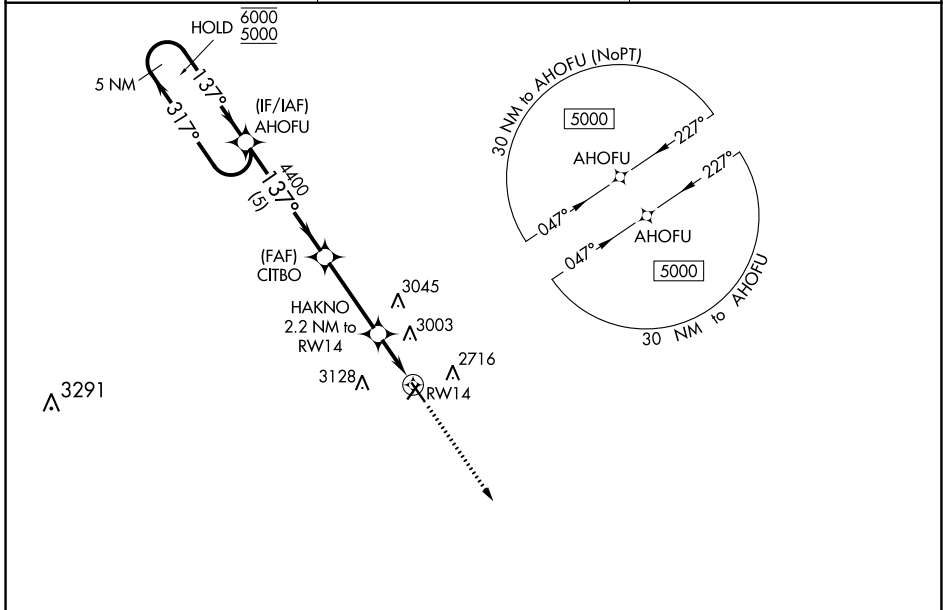 HOLD
6000
5000
5 NM
137°
317°
(IF/IAF)
AHOFU
4400
137°
(5)
(FAF)
CITBO
HAKNO
2.2 NM to
RW14
3045
3003
2716
3128
RW14
3291
30 NM to AHOFU (NoPT)
5000
AHOFU
227°
047°
227°
AHOFU
047°
5000
30 NM to AHOFU